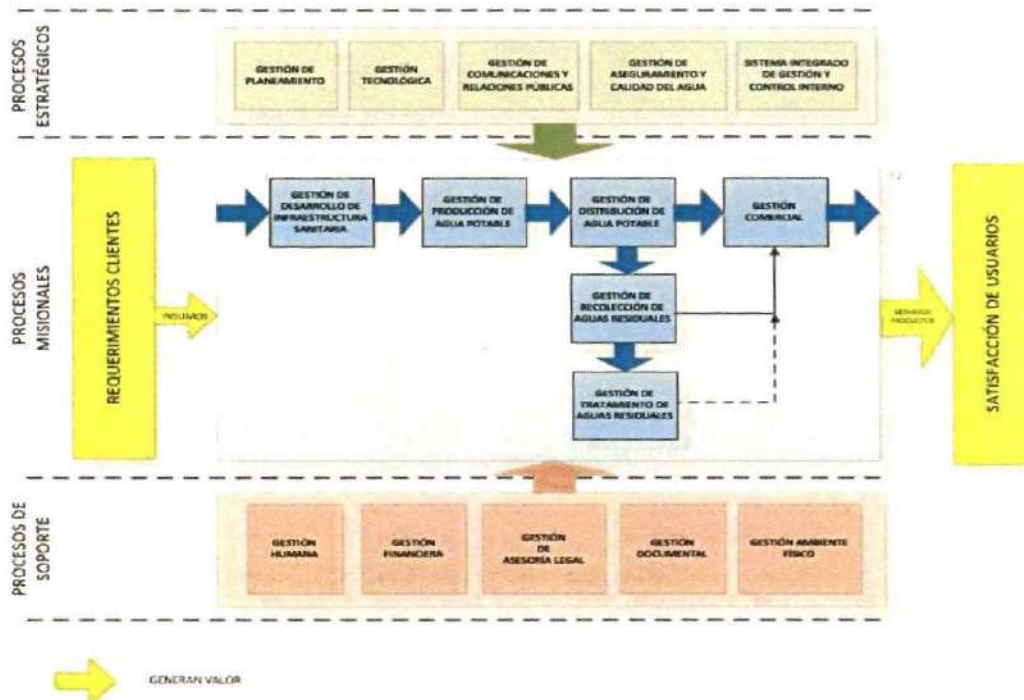 PROCESOS
ESTRATÉGICOS
GESTIÓN DE
PLANEAMIENTO
GESTIÓN
TECNOLÓGICA
GESTIÓN DE
COMUNICACIONES Y
RELACIONES PÚBLICAS
GESTIÓN DE
ASEGURAMIENTO Y
CALIDAD DEL AGUA
SISTEMA INTEGRADO
DE GESTIÓN Y
CONTROL INTERNO
PROCESOS
MISIONALES
REQUERIMIENTOS CLIENTES
INSUMOS
GESTIÓN DE
DESARROLLO DE
INFRAESTRUCTURA
SANITARIA
GESTIÓN DE
PRODUCCIÓN DE
AGUA POTABLE
GESTIÓN DE
DISTRIBUCIÓN DE
AGUA POTABLE
GESTIÓN
COMERCIAL
GESTIÓN DE
RECOLECCIÓN DE
AGUAS RESIDUALES
GESTIÓN DE
TRATAMIENTO DE
AGUAS RESIDUALES
PRODUCTOS
SATISFACCIÓN DE USUARIOS
PROCESOS DE
SOPORTE
GESTIÓN
HUMANA
GESTIÓN
FINANCIERA
GESTIÓN
DE
ASESORÍA LEGAL
GESTIÓN
DOCUMENTAL
GESTIÓN AMBIENTE
FÍSICO
GENERAN VALOR